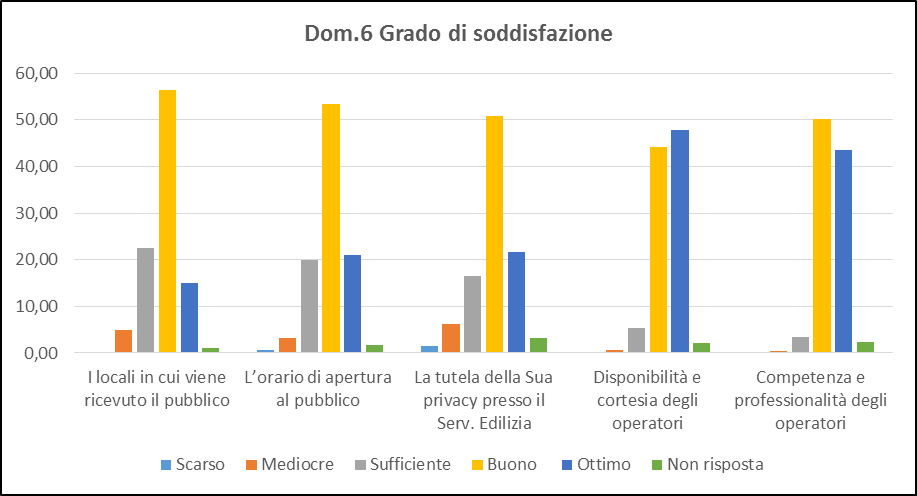 Dom.6 Grado di soddisfazione
60,00
50,00
40,00
30,00
20,00
10,00
0,00
I locali in cui viene
ricevuto il pubblico
L'orario di apertura
al pubblico
La tutela della Sua
privacy presso il
Serv. Edilizia
Disponibilità e
cortesia degli
operatori
Competenza e
professionalità degli
operatori
Scarso Mediocre Sufficiente Buono Ottimo Non risposta